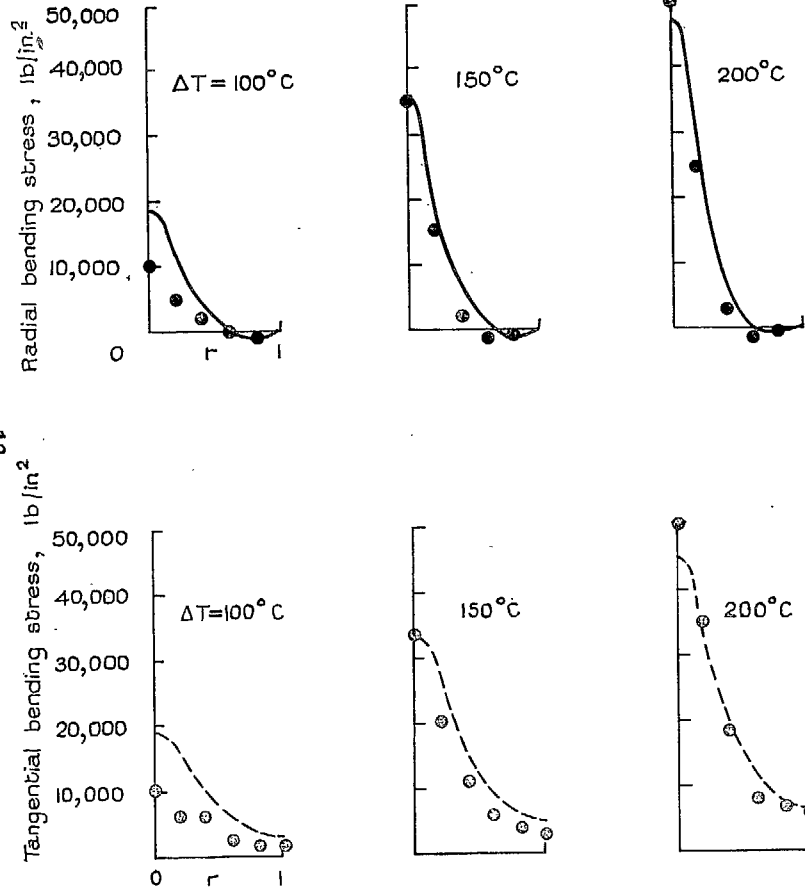 Radial bending stress, lb/in.²
50,000
40,000
30,000
20,000
10,000
0
r
1
ΔT = 100°C
150°C
200°C
Tangential bending stress, lb/in²
50,000
40,000
30,000
20,000
10,000
0
r
1
ΔT=100°C
150°C
200°C